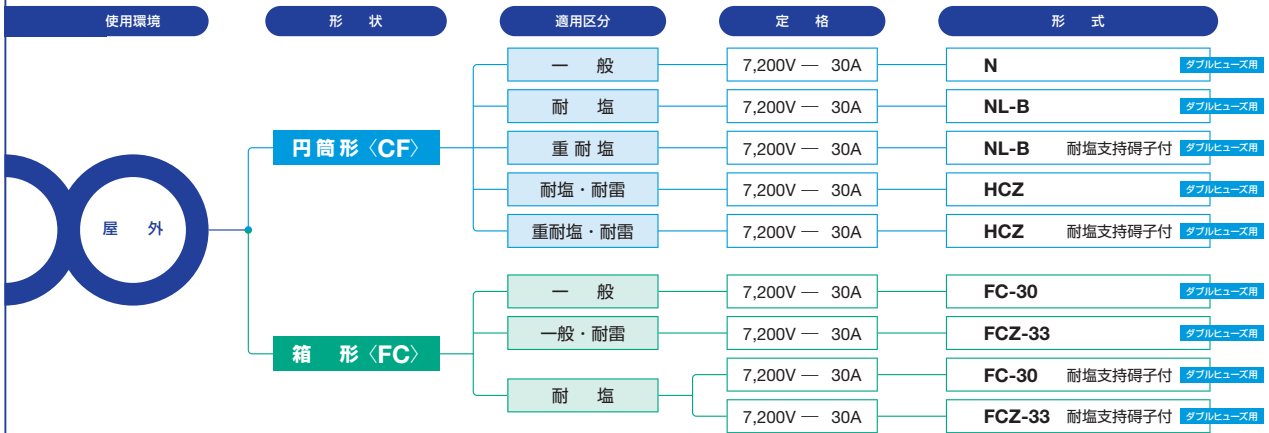 使用環境 形 状 適用区分 定 格 形 式
一 般 7,200V — 30A N ダブルヒューズ用
耐 塩 7,200V — 30A NL-B ダブルヒューズ用
円筒形〈CF〉 重耐塩 7,200V — 30A NL-B 耐塩支持碍子付 ダブルヒューズ用
耐塩・耐雷 7,200V — 30A HCZ ダブルヒューズ用
屋 外 重耐塩・耐雷 7,200V — 30A HCZ 耐塩支持碍子付 ダブルヒューズ用
一 般 7,200V — 30A FC-30 ダブルヒューズ用
一般・耐雷 7,200V — 30A FCZ-33 ダブルヒューズ用
箱 形〈FC〉
耐 塩 7,200V — 30A FC-30 耐塩支持碍子付 ダブルヒューズ用
7,200V — 30A FCZ-33 耐塩支持碍子付 ダブルヒューズ用